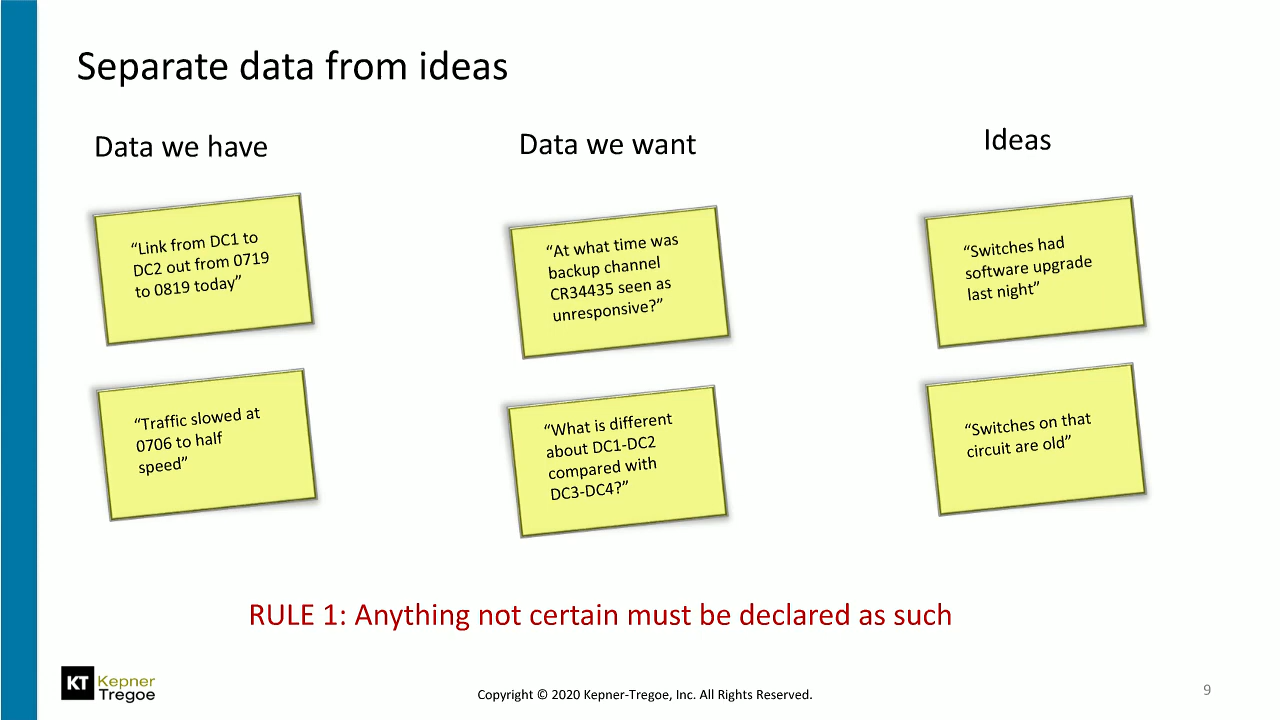 Separate data from ideas
Data we have
Data we want
Ideas
“Link from DC1 to
DC2 out from 0719
to 0819 today”
“At what time was
backup channel
CR34435 seen as
unresponsive?”
“Switches had
software upgrade
last night”
“Traffic slowed at
0706 to half
speed”
“What is different
about DC1-DC2
compared with
DC3-DC4?”
“Switches on that
circuit are old”
RULE 1: Anything not certain must be declared as such
KT Kepner
Tregoe
Copyright © 2020 Kepner-Tregoe, Inc. All Rights Reserved.
9